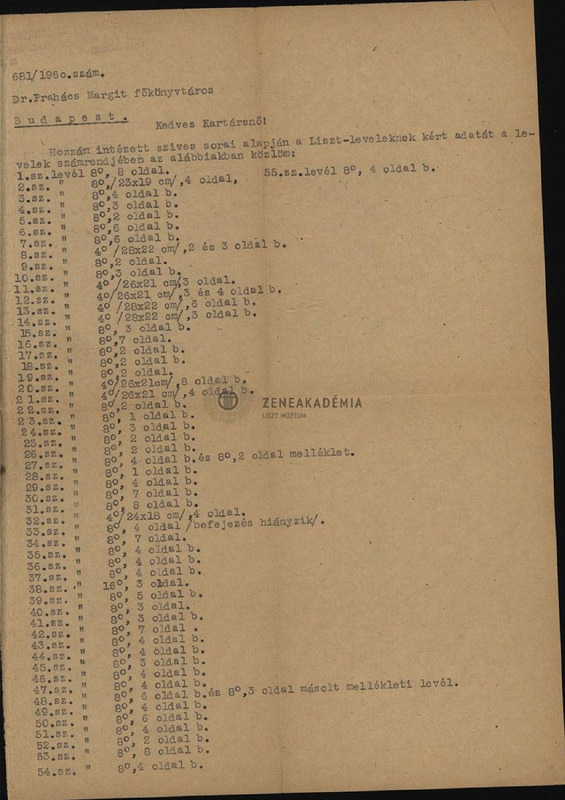 681/1960.szám.
Dr.Prahács Margit főkönyvtáros
Budapest.
Kedves Kartársnő!
Hozzám intézett szives sorai alapján a Liszt-leveleknek kért adatát a le-
velek számrondjében az alábbiakban közlöm:
1.sz.levél 8°, 8 oldal. 55.sz.levél 8°, 4 oldal b.
2.sz. " 8°,/23x19 cm/,4 oldal,
3.sz. " 8°,4 oldal b.
4.sz. " 8°,3 oldal b.
5.sz. " 8°,2 oldal b.
6.sz. " 8°,6 oldal b.
7.sz. " 8°,6 oldal b.
8.sz. " 4°/28x22 cm/,2 és 3 oldal b.
9.sz. " 8°,2 oldal.
10.sz. " 8°,3 oldal b.
11.sz. " 4°/26x21 cm,3 oldal.
12.sz. " 4°/26x21 cm/,3 és 4 oldal b.
13.sz. " 4°/28x22 cm/,6 oldal b.
14.sz. " 4°/28x22 cm/,3 oldal b.
15.sz. " 8°, 3 oldal b.
16.sz. " 8°,7 oldal.
17.sz. " 8°,2 oldal b.
18.sz. " 8°,2 oldal b.
19.sz. " 8°,2 oldal.
20.sz. " 4°/26x21cm/,8 oldal b.
21.sz. " 4°/26x21 cm/,4 oldal b.
22.sz. " 8°,2 oldal b.
23.sz. " 8°, 1 oldal b.
24.sz. " 8°, 3 oldal b.
25.sz. " 8°, 2 oldal b.
26.sz. " 8°, 2 oldal b.
27.sz. " 8°, 4 oldal b.és 8°,2 oldal melléklet.
28.sz. " 8°, 1 oldal b.
29.sz. " 8°, 4 oldal b.
30.sz. " 8°, 7 oldal b.
31.sz. " 8°, 8 oldal b.
32.sz. " 4°/24x18 cm/,4 oldal.
33.sz. " 8°, 4 oldal /befejezés hiányzik/.
34.sz. " 8°, 7 oldal.
35.sz. " 8°, 4 oldal b.
36.sz. " 8°, 4 oldal b.
37.sz. " 8°, 4 oldal b.
38.sz. " 16°, 3 oldal.
39.sz. " 8°, 5 oldal b.
40.sz. " 8°, 3 oldal.
41.sz. " 8°, 3 oldal b.
42.sz. " 8°, 7 oldal .
43.sz. " 8°, 4 oldal b.
44.sz. " 8°, 4 oldal b.
45.sz. " 8°, 3 oldal b.
46.sz. " 8°, 4 oldal b.
47.sz. " 8°, 4 oldal b.
48.sz. " 8°, 6 oldal b.és 8°,3 oldal másolt mellékleti levél.
49.sz. " 8°, 4 oldal b.
50.sz. " 8°, 6 oldal b.
51.sz. " 8°, 4 oldal b.
52.sz. " 8°, 2 oldal b.
53.sz. " 8°, 8 oldal b.
54.sz. " 8°,4 oldal b.
ZENEAKADÉMIA
LISZT MÚZEUM